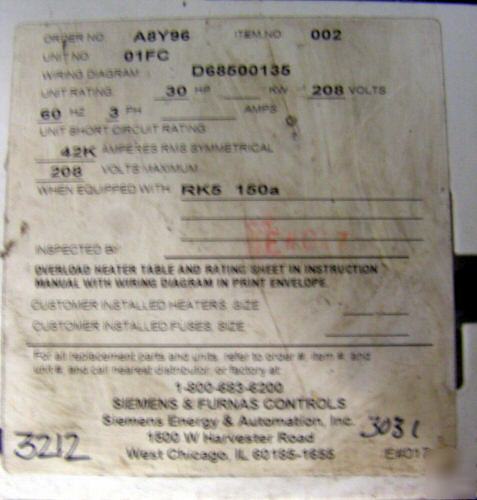 ORDER NO. A8Y96 ITEM NO. 002
UNIT NO. 01FC
WIRING DIAGRAM D68500135
UNIT RATING 30 HP KW 208 VOLTS
60 HZ 3 PH AMPS
UNIT SHORT CIRCUIT RATING
42K AMPERES RMS SYMMETRICAL
208 VOLTS MAXIMUM
WHEN EQUIPPED WITH RK5 150a
E#017
INSPECTED BY
OVERLOAD HEATER TABLE AND RATING SHEET IN INSTRUCTION
MANUAL WITH WIRING DIAGRAM IN PRINT ENVELOPE.
CUSTOMER INSTALLED HEATERS, SIZE
CUSTOMER INSTALLED FUSES, SIZE
For all replacement parts and units, refer to order #, item #, and
unit #, and call nearest distributor, or factory at:
1-800-683-6200
SIEMENS & FURNAS CONTROLS
Siemens Energy & Automation, Inc.
1500 W Harvester Road
West Chicago, IL 60185-1655
3212
3031
E#017